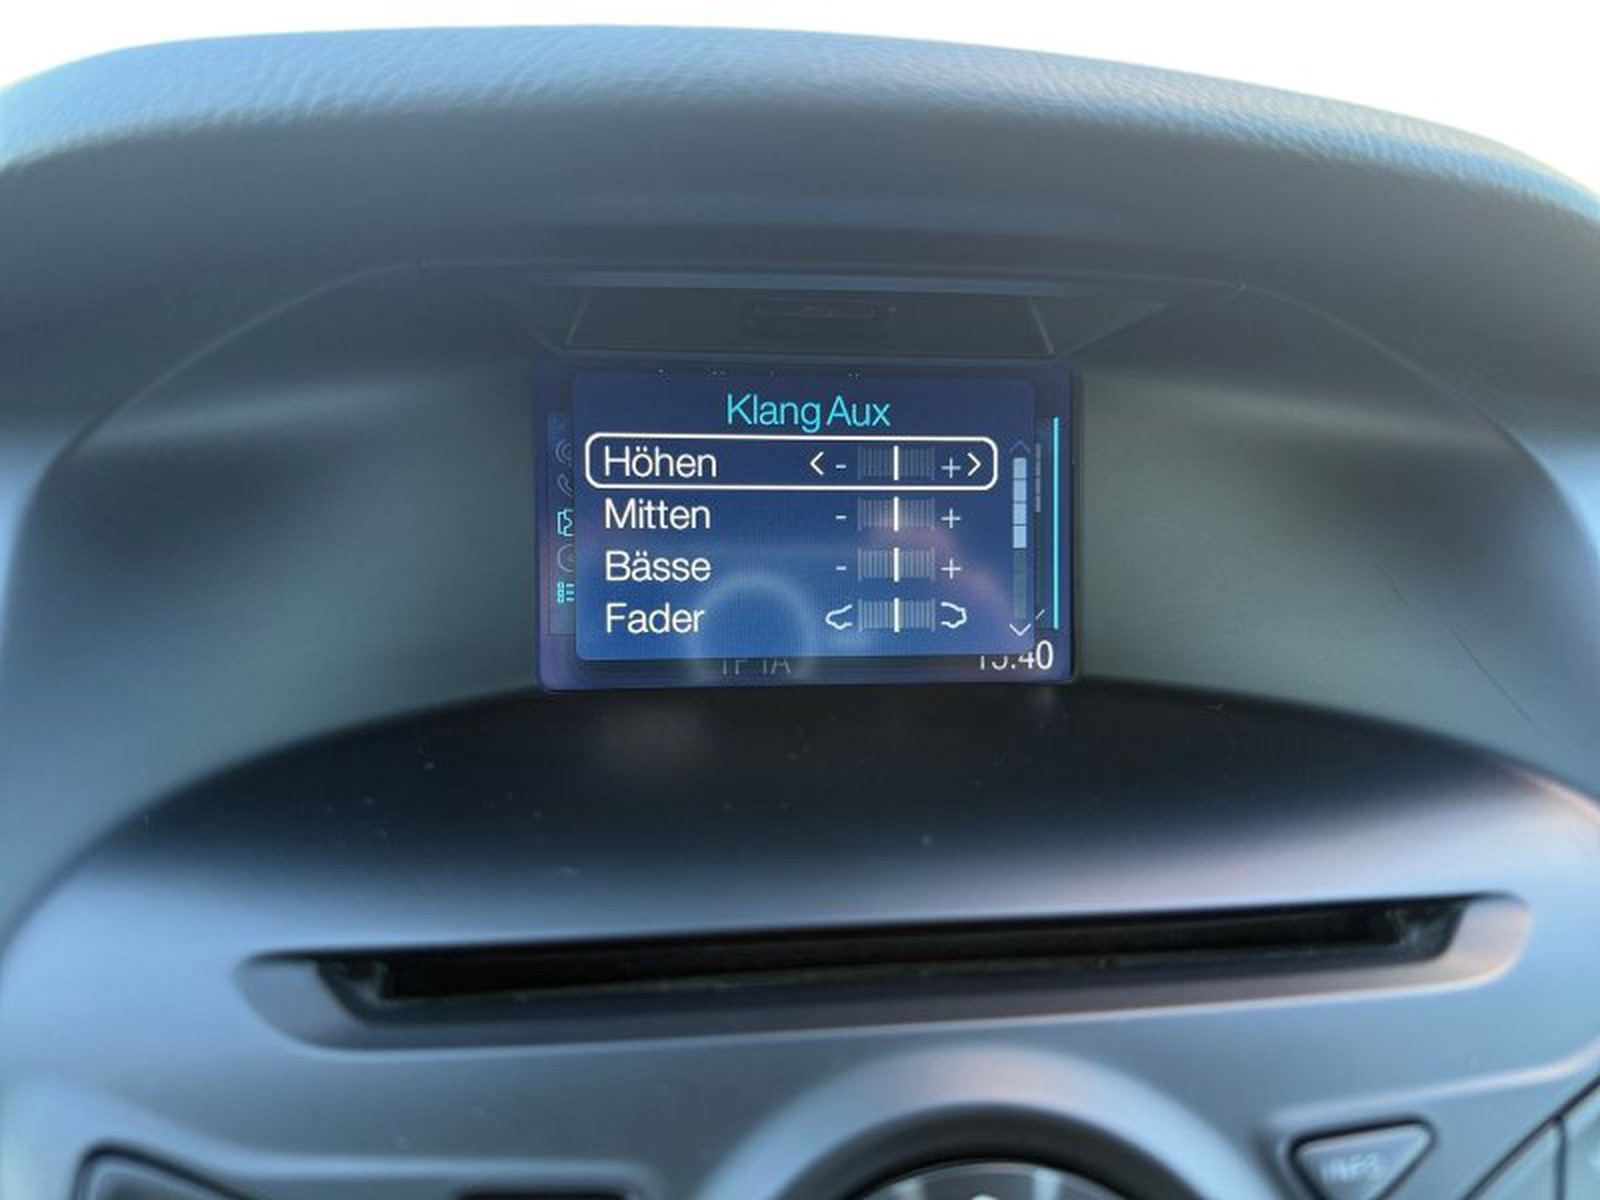 Klang Aux
Höhen < - + >
Mitten - +
Bässe - +
Fader